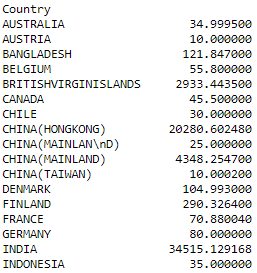 Country
AUSTRALIA 34.999500
AUSTRIA 10.000000
BANGLADESH 121.847000
BELGIUM 55.800000
BRITISHVIRGINISLANDS 2933.443500
CANADA 45.500000
CHILE 30.000000
CHINA(HONGKONG) 20280.602480
CHINA(MAINLAN\nD) 25.000000
CHINA(MAINLAND) 4348.254700
CHINA(TAIWAN) 10.000200
DENMARK 104.993000
FINLAND 290.326400
FRANCE 70.880040
GERMANY 80.000000
INDIA 34515.129168
INDONESIA 35.000000